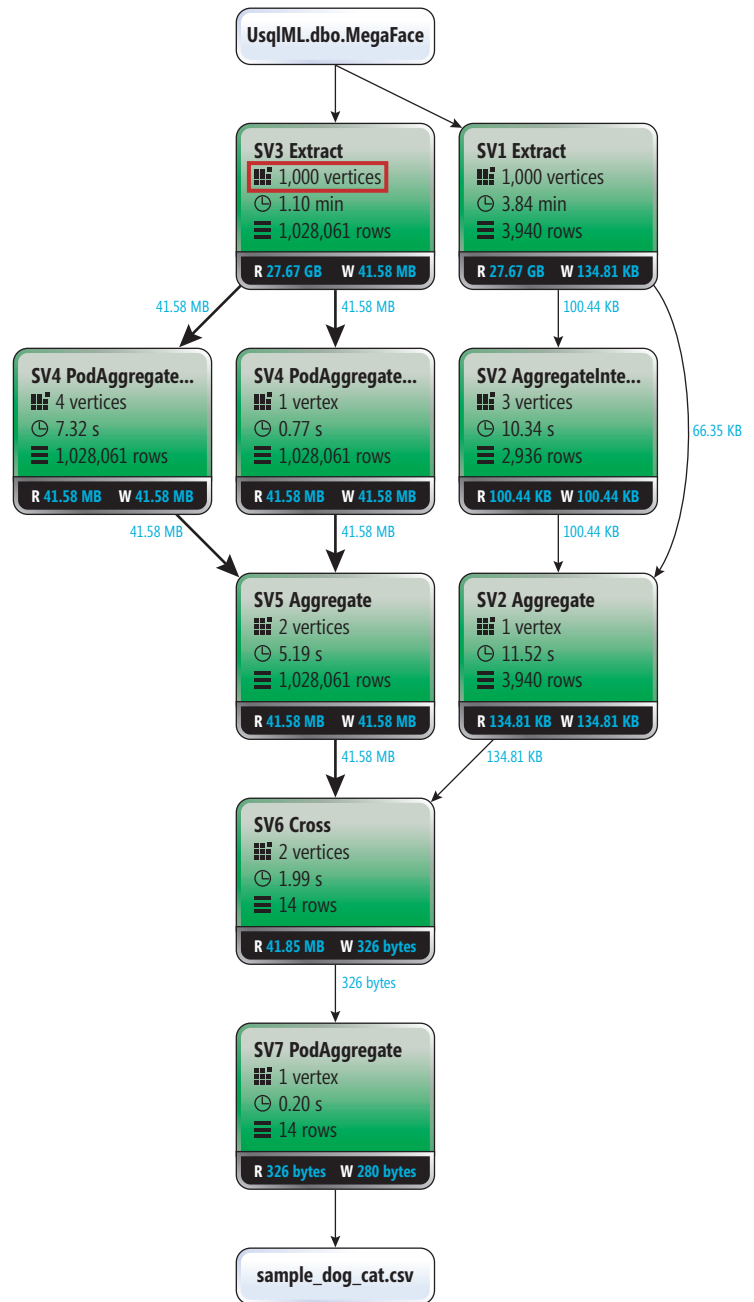 UsqlML.dbo.MegaFace
SV3 Extract
1,000 vertices
1.10 min
1,028,061 rows
R 27.67 GB W 41.58 MB
SV1 Extract
1,000 vertices
3.84 min
3,940 rows
R 27.67 GB W 134.81 KB
41.58 MB
41.58 MB
100.44 KB
SV4 PodAggregate...
4 vertices
7.32 s
1,028,061 rows
R 41.58 MB W 41.58 MB
SV4 PodAggregate...
1 vertex
0.77 s
1,028,061 rows
R 41.58 MB W 41.58 MB
SV2 AggregateInte...
3 vertices
10.34 s
2,936 rows
R 100.44 KB W 100.44 KB
66.35 KB
41.58 MB
41.58 MB
100.44 KB
SV5 Aggregate
2 vertices
5.19 s
1,028,061 rows
R 41.58 MB W 41.58 MB
SV2 Aggregate
1 vertex
11.52 s
3,940 rows
R 134.81 KB W 134.81 KB
41.58 MB
134.81 KB
SV6 Cross
2 vertices
1.99 s
14 rows
R 41.85 MB W 326 bytes
326 bytes
SV7 PodAggregate
1 vertex
0.20 s
14 rows
R 326 bytes W 280 bytes
sample_dog_cat.csv